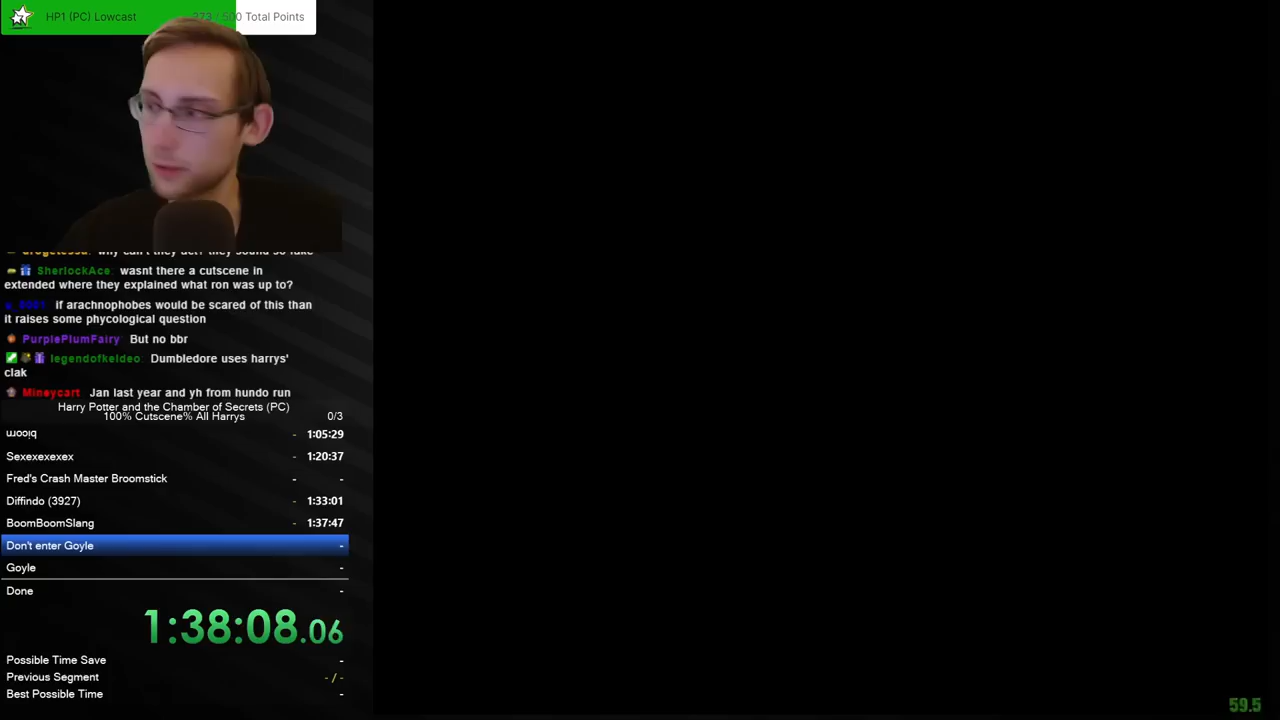 HP1 (PC) Lowcast 273 / 500 Total Points
SherlockAce: wasnt there a cutscene in
extended where they explained what ron was up to?
if arachnophobes would be scared of this than
it raises some phycological question
PurplePlumFairy: But no bbr
legendofkeldeo: Dumbledore uses harrys'
clak
Mineycart Jan last year and yh from hundo run
Harry Potter and the Chamber of Secrets (PC)
100% Cutscene% All Harrys 0/3
- 1:05:29
Sexexexexex - 1:20:37
Fred's Crash Master Broomstick - -
Diffindo (3927) - 1:33:01
BoomBoomSlang - 1:37:47
Don't enter Goyle -
Goyle -
Done -
1:38:08.06
Possible Time Save -
Previous Segment - / -
Best Possible Time -
59.5